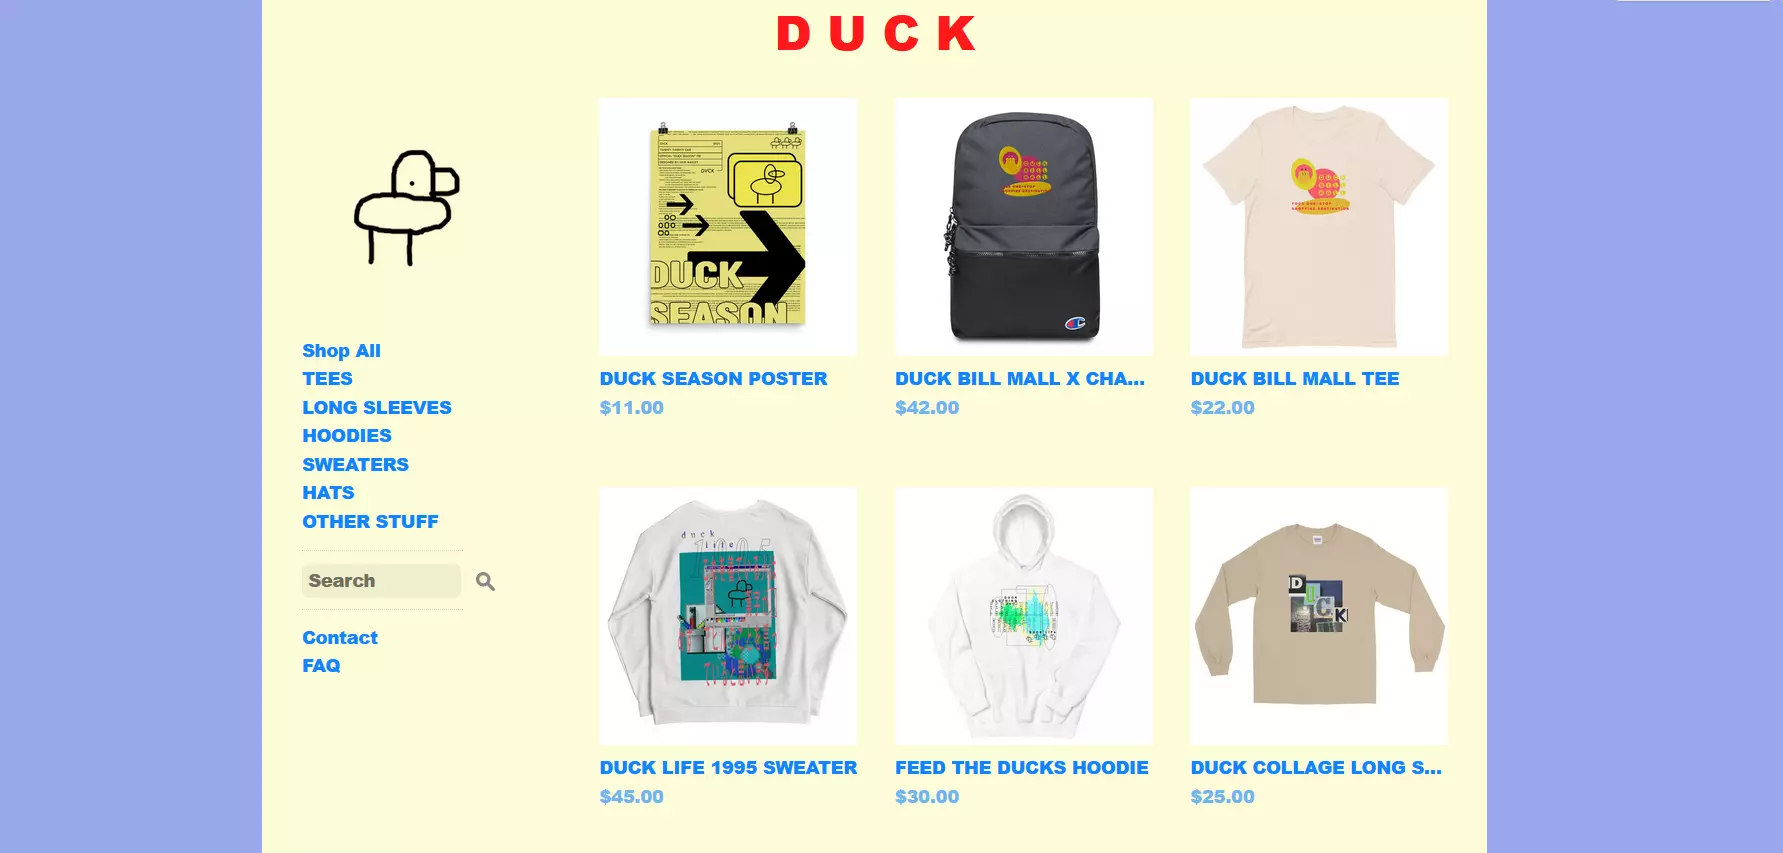 DUCK
Shop All
TEES
LONG SLEEVES
HOODIES
SWEATERS
HATS
OTHER STUFF
Search
Contact
FAQ
DUCK
SEASON
DUCK SEASON POSTER
$11.00
DUCK BILL MALL X CHA...
$42.00
DUCK BILL MALL TEE
$22.00
duck
life
1995
DUCK LIFE 1995 SWEATER
$45.00
FEED THE DUCKS HOODIE
$30.00
DUCK
DUCK COLLAGE LONG S...
$25.00